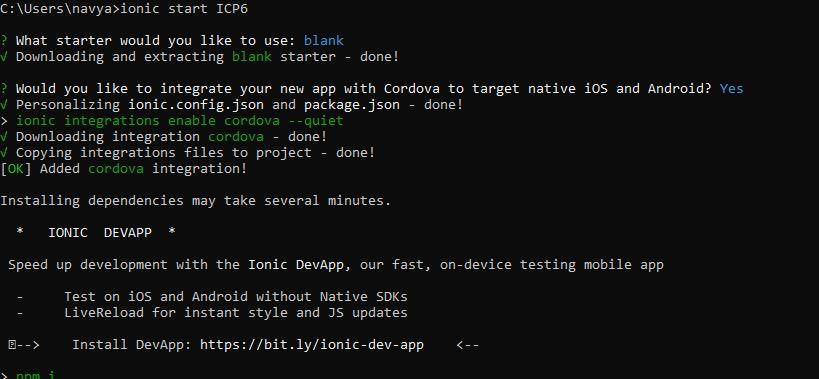 C:\Users\navya>ionic start ICP6
? What starter would you like to use: blank
√ Downloading and extracting blank starter - done!
? Would you like to integrate your new app with Cordova to target native iOS and Android? Yes
√ Personalizing ionic.config.json and package.json - done!
> ionic integrations enable cordova --quiet
√ Downloading integration cordova - done!
√ Copying integrations files to project - done!
[OK] Added cordova integration!
Installing dependencies may take several minutes.
* IONIC DEVAPP *
Speed up development with the Ionic DevApp, our fast, on-device testing mobile app
- Test on iOS and Android without Native SDKs
- LiveReload for instant style and JS updates
--> Install DevApp: https://bit.ly/ionic-dev-app <--
> npm i